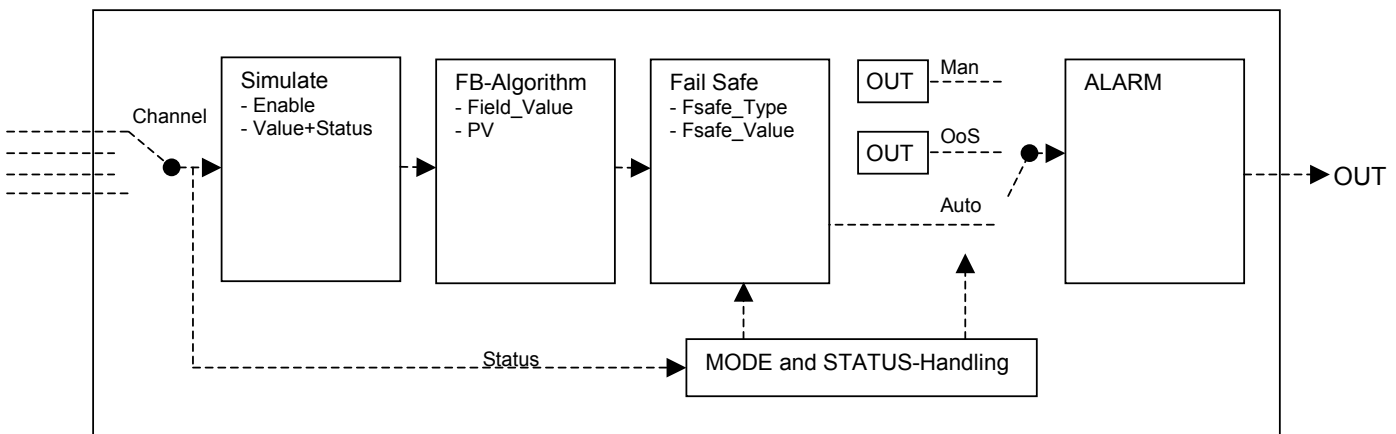 Channel
Simulate
- Enable
- Value+Status
FB-Algorithm
- Field_Value
- PV
Fail Safe
- Fsafe_Type
- Fsafe_Value
OUT
Man
OUT
OoS
Auto
ALARM
OUT
Status
MODE and STATUS-Handling